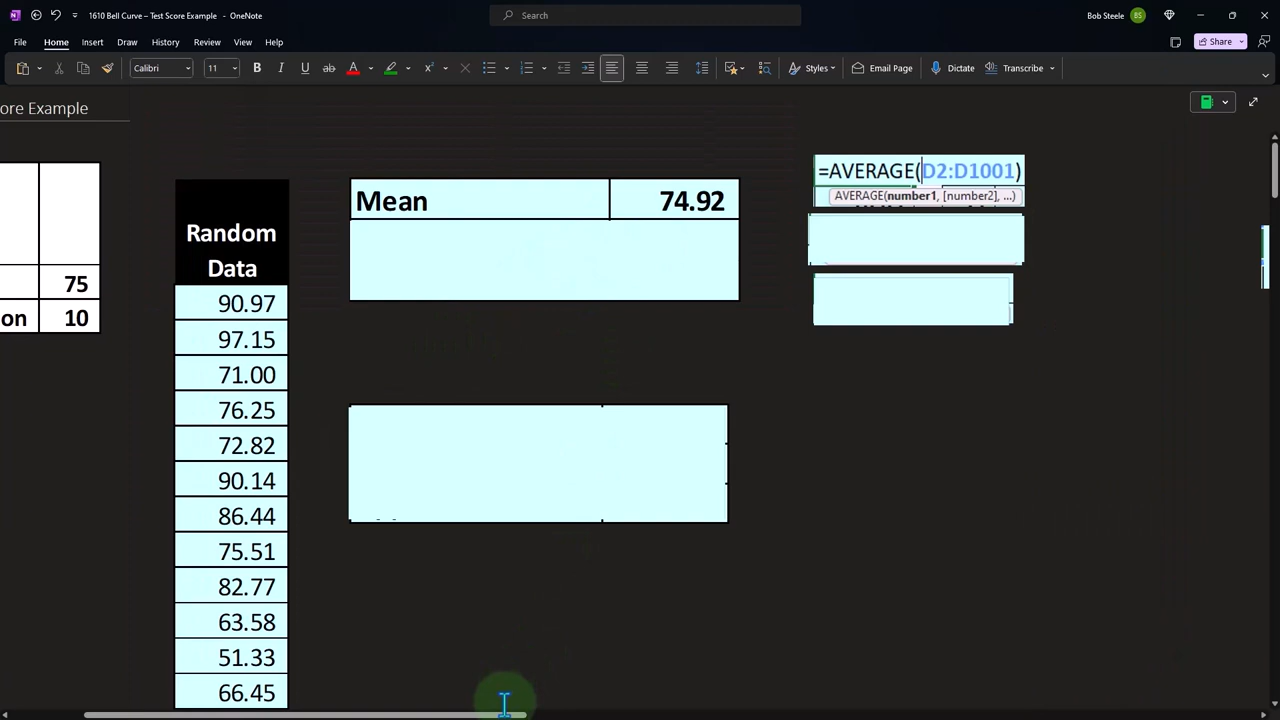 1610 Bell Curve – Test Score Example - OneNote
Search
Bob Steele
BS
File
Home
Insert
Draw
History
Review
View
Help
Share
Calibri
11
B
I
U
ab
A
Styles
Email Page
Dictate
Transcribe
ore Example
75
on
10
Random
Data
90.97
97.15
71.00
76.25
72.82
90.14
86.44
75.51
82.77
63.58
51.33
66.45
Mean
74.92
=AVERAGE(D2:D1001)
AVERAGE(number1, [number2], ...)